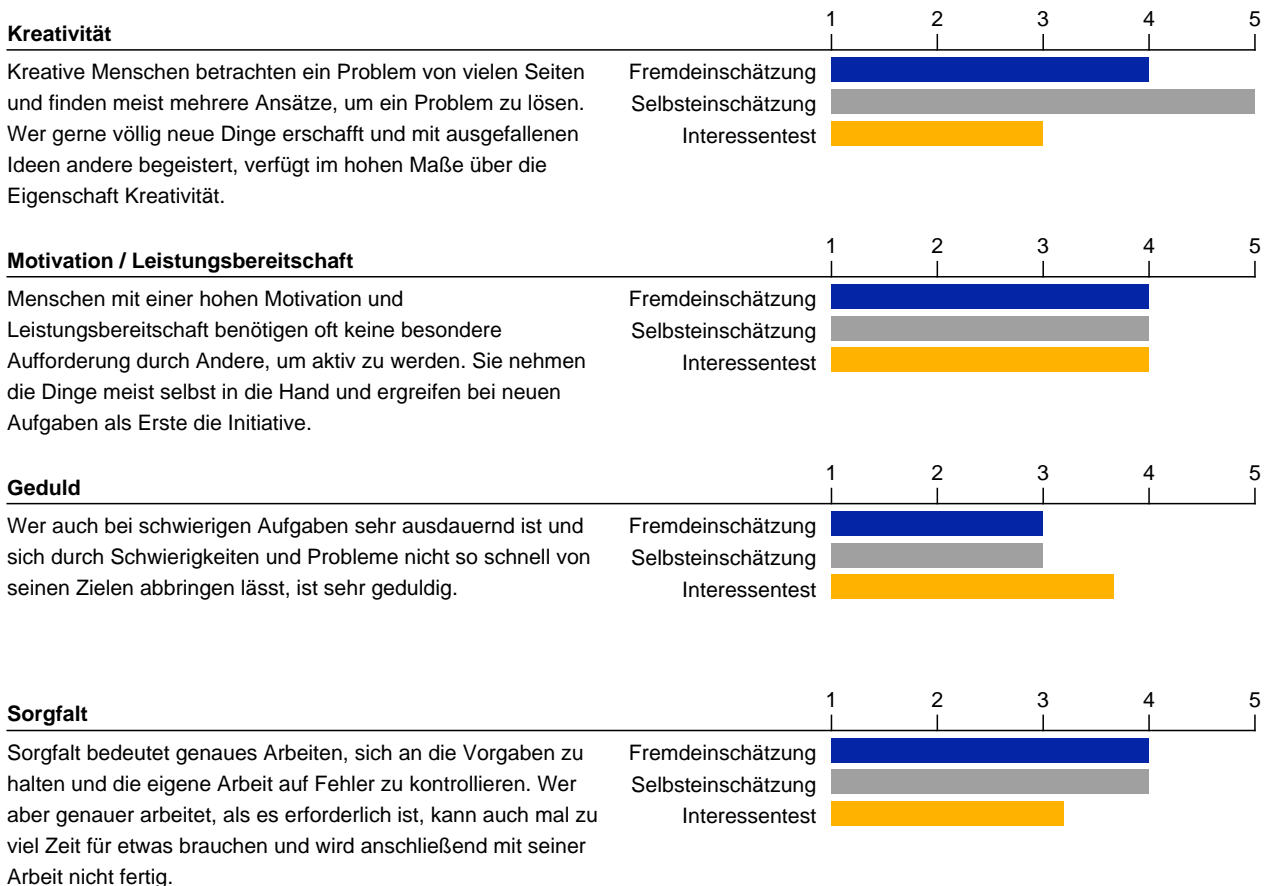 Kreativität
1 2 3 4 5
Kreative Menschen betrachten ein Problem von vielen Seiten
und finden meist mehrere Ansätze, um ein Problem zu lösen.
Wer gerne völlig neue Dinge erschafft und mit ausgefallenen
Ideen andere begeistert, verfügt im hohen Maße über die
Eigenschaft Kreativität.
Fremdeinschätzung
Selbsteinschätzung
Interessentest
Motivation / Leistungsbereitschaft
1 2 3 4 5
Menschen mit einer hohen Motivation und
Leistungsbereitschaft benötigen oft keine besondere
Aufforderung durch Andere, um aktiv zu werden. Sie nehmen
die Dinge meist selbst in die Hand und ergreifen bei neuen
Aufgaben als Erste die Initiative.
Fremdeinschätzung
Selbsteinschätzung
Interessentest
Geduld
1 2 3 4 5
Wer auch bei schwierigen Aufgaben sehr ausdauernd ist und
sich durch Schwierigkeiten und Probleme nicht so schnell von
seinen Zielen abbringen lässt, ist sehr geduldig.
Fremdeinschätzung
Selbsteinschätzung
Interessentest
Sorgfalt
1 2 3 4 5
Sorgfalt bedeutet genaues Arbeiten, sich an die Vorgaben zu
halten und die eigene Arbeit auf Fehler zu kontrollieren. Wer
aber genauer arbeitet, als es erforderlich ist, kann auch mal zu
viel Zeit für etwas brauchen und wird anschließend mit seiner
Arbeit nicht fertig.
Fremdeinschätzung
Selbsteinschätzung
Interessentest